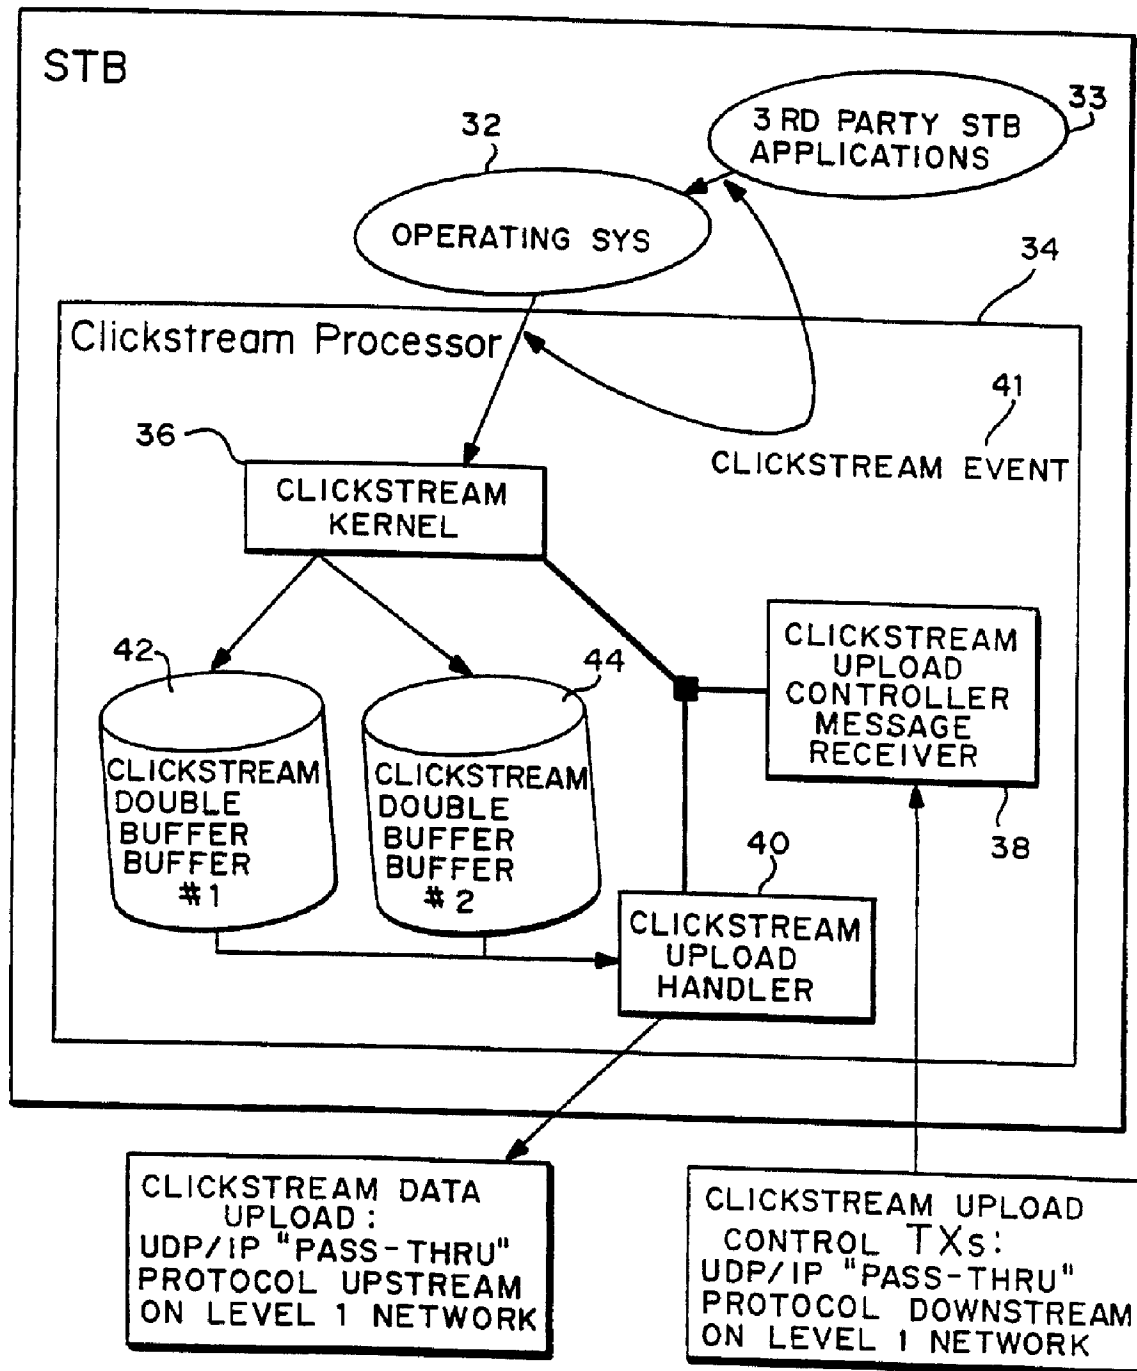 STB
33
3RD PARTY STB
APPLICATIONS
32
OPERATING SYS
34
Clickstream Processor
41
CLICKSTREAM EVENT
36
CLICKSTREAM
KERNEL
42
CLICKSTREAM
DOUBLE
BUFFER
BUFFER
#1
44
CLICKSTREAM
DOUBLE
BUFFER
BUFFER
#2
CLICKSTREAM
UPLOAD
CONTROLLER
MESSAGE
RECEIVER
38
40
CLICKSTREAM
UPLOAD
HANDLER
CLICKSTREAM DATA
UPLOAD:
UDP/IP "PASS-THRU"
PROTOCOL UPSTREAM
ON LEVEL 1 NETWORK
CLICKSTREAM UPLOAD
CONTROL TXs:
UDP/IP "PASS-THRU"
PROTOCOL DOWNSTREAM
ON LEVEL 1 NETWORK